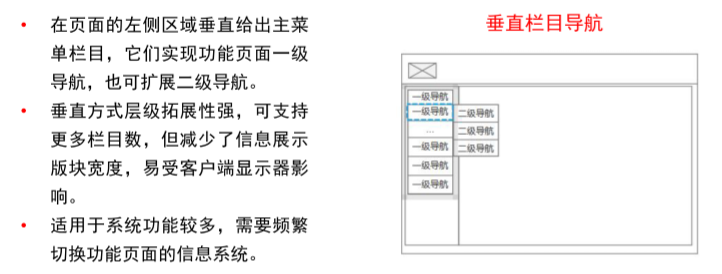 • 在页面的左侧区域垂直给出主菜
单栏目，它们实现功能页面一级
导航，也可扩展二级导航。
• 垂直方式层级拓展性强，可支持
更多栏目数，但减少了信息展示
版块宽度，易受客户端显示器影
响。
• 适用于系统功能较多，需要频繁
切换功能页面的信息系统。
垂直栏目导航
一级导航
一级导航
二级导航
...
二级导航
一级导航
二级导航
一级导航
一级导航